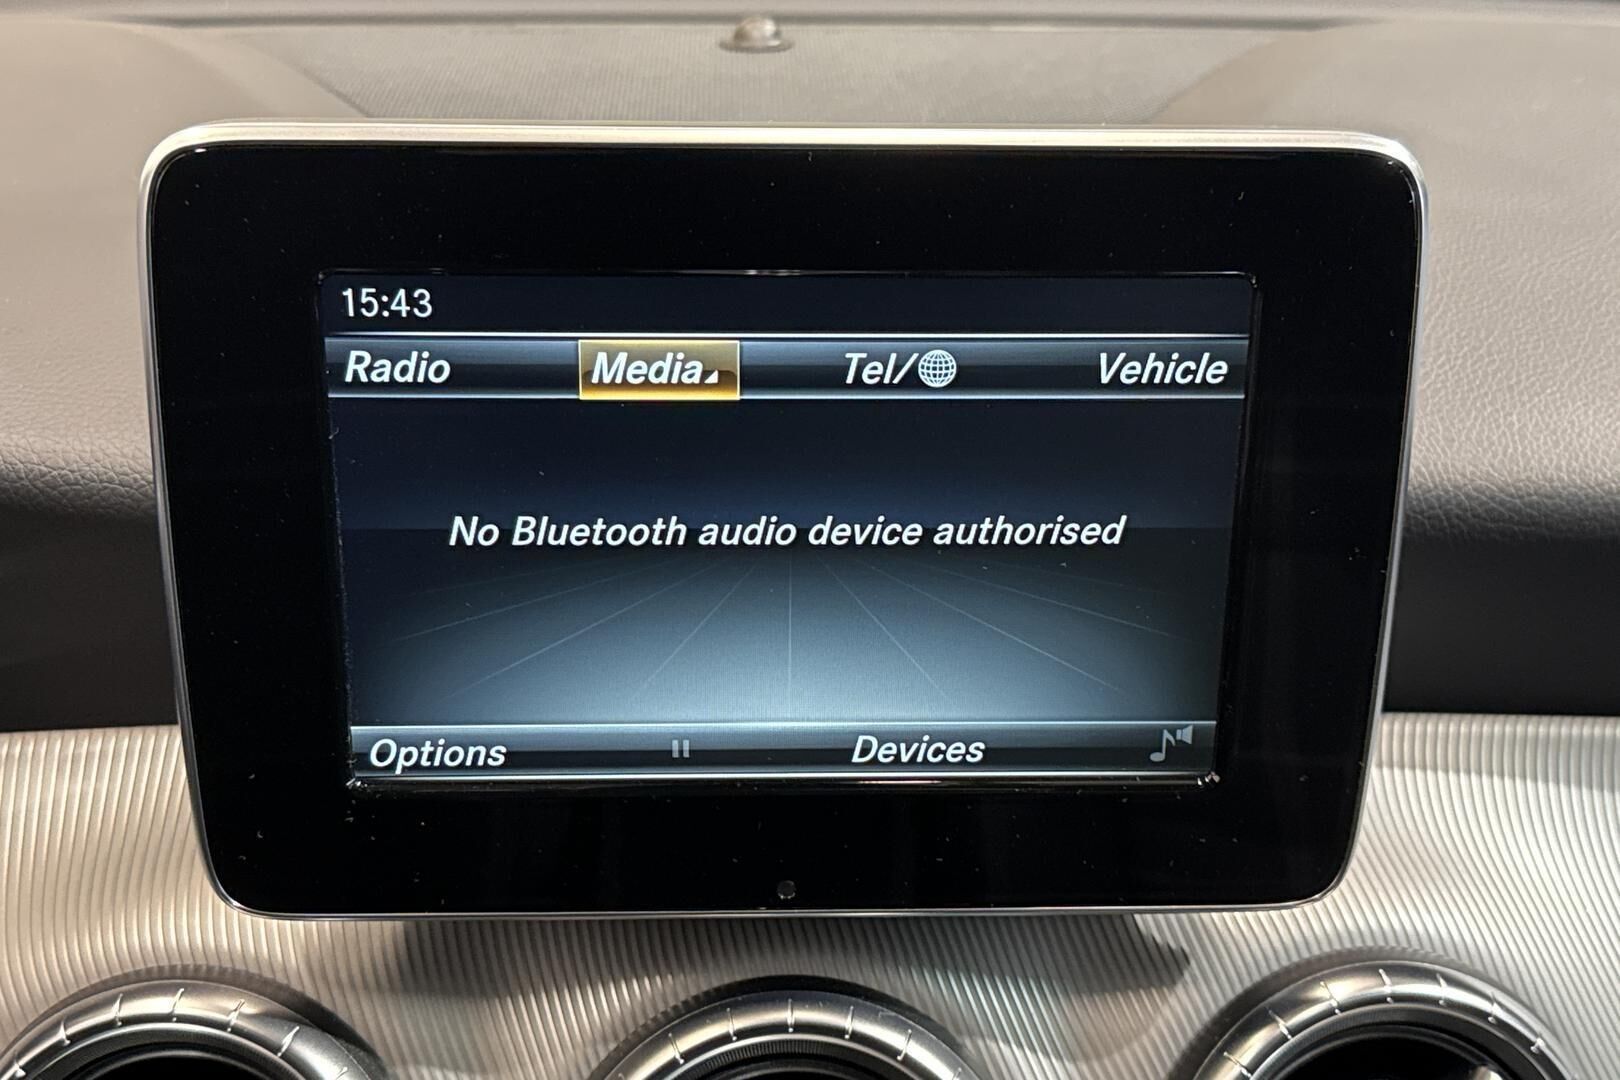 15:43
Radio Media Tel/ Vehicle
No Bluetooth audio device authorised
Options Devices